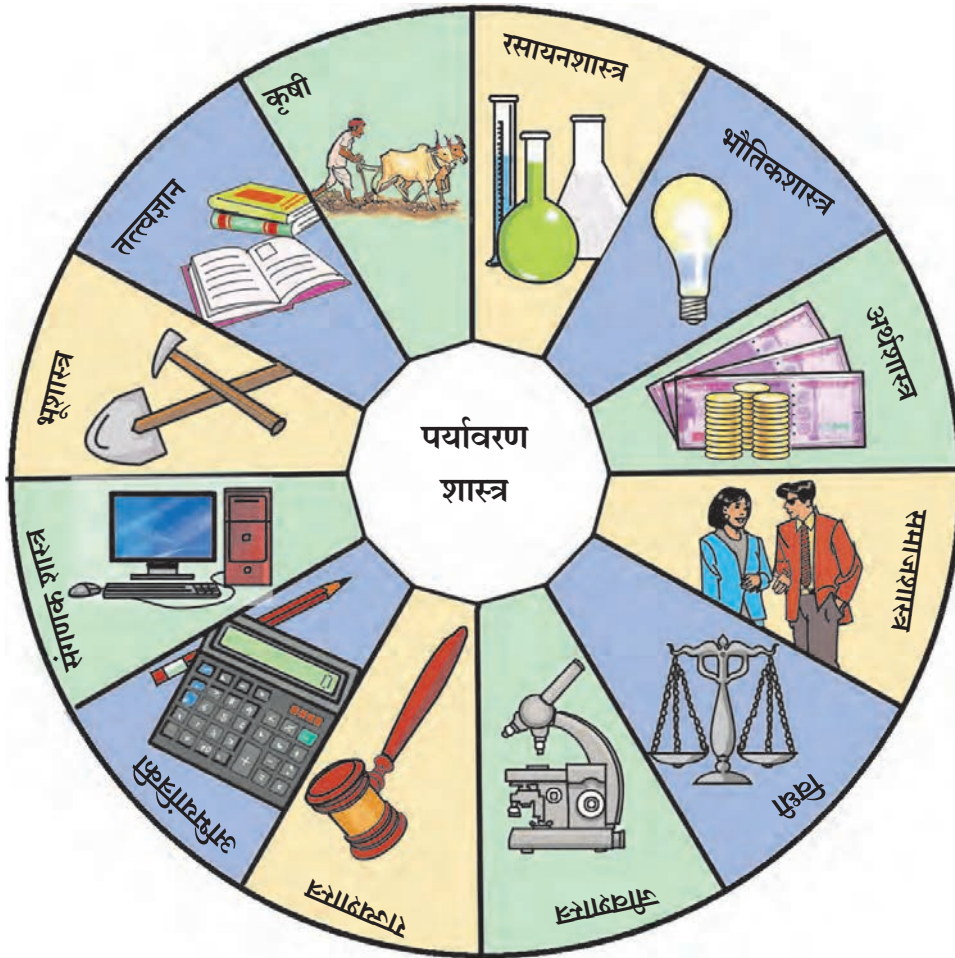 पर्यावरण
शास्त्र
रसायनशास्त्र
भौतिकशास्त्र
अर्थशास्त्र
समाजशास्त्र
विधी
जीवशास्त्र
राज्यशास्त्र
अभियांत्रिकी
संगणक शास्त्र
भूशास्त्र
तत्त्वज्ञान
कृषी